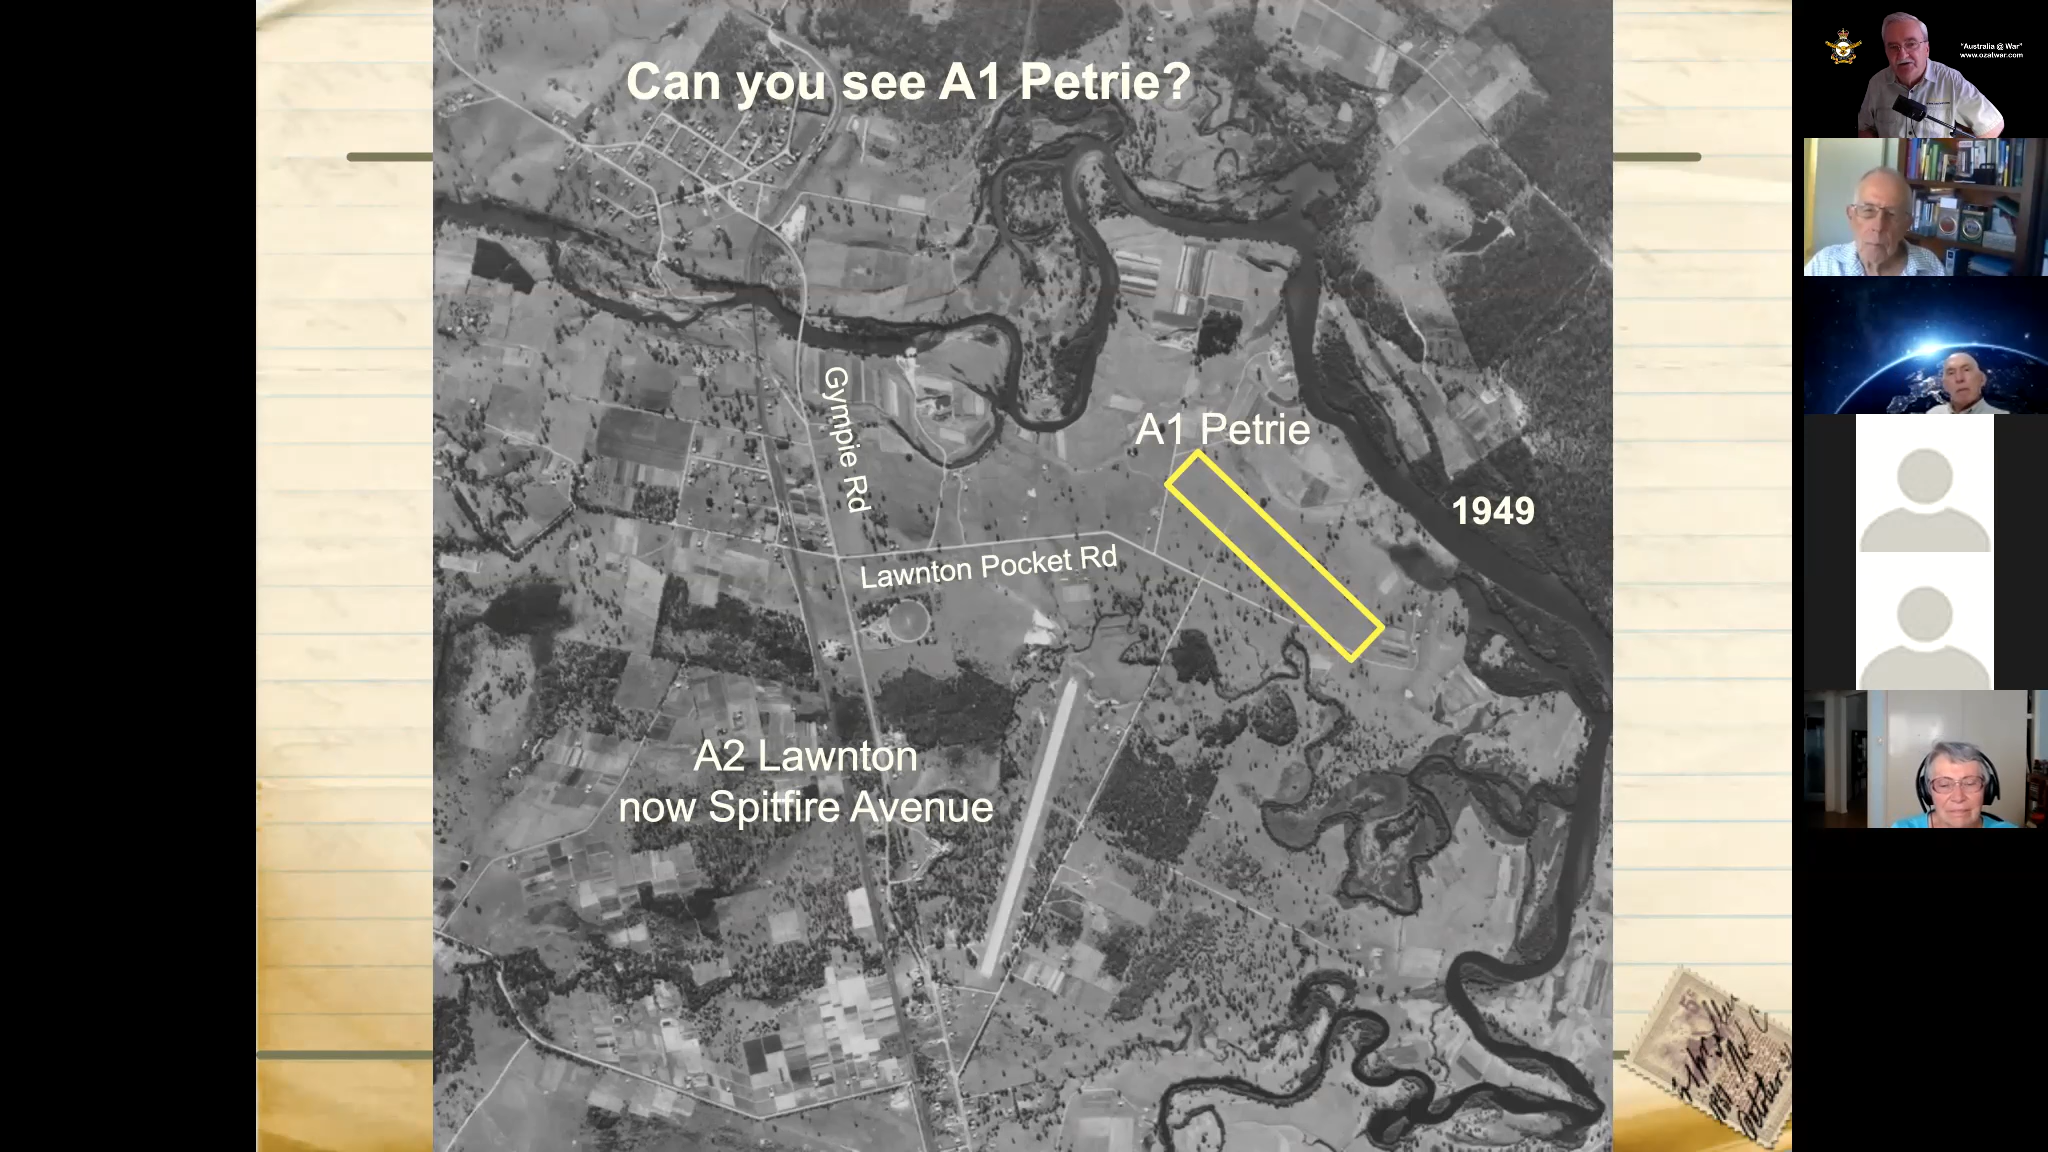 Can you see A1 Petrie?
"Australia @ War"
www.ozatwar.com
Gympie Rd
A1 Petrie
1949
Lawnton Pocket Rd
A2 Lawnton
now Spitfire Avenue